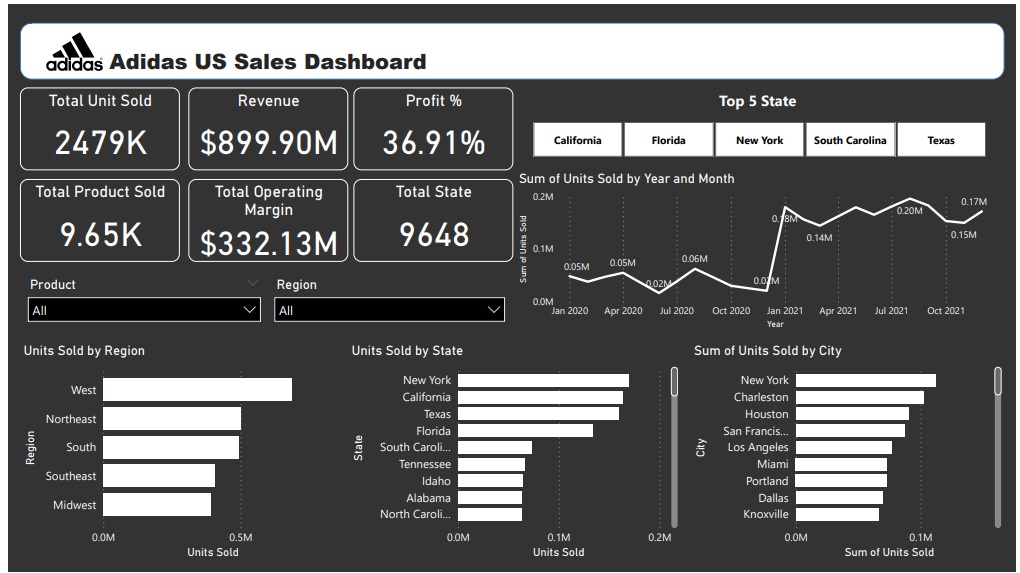 adidas Adidas US Sales Dashboard
Total Unit Sold
2479K
Revenue
$899.90M
Profit %
36.91%
Total Product Sold
9.65K
Total Operating
Margin
$332.13M
Total State
9648
Top 5 State
California Florida New York South Carolina Texas
Product
All
Region
All
Sum of Units Sold by Year and Month
Sum of Units Sold
0.2M
0.1M
0.0M
0.05M
0.05M
0.02M
0.06M
0.02M
0.18M
0.14M
0.20M
0.15M
0.17M
Jan 2020 Apr 2020 Jul 2020 Oct 2020 Jan 2021 Apr 2021 Jul 2021 Oct 2021
Year
Units Sold by Region
Region
West
Northeast
South
Southeast
Midwest
0.0M 0.5M
Units Sold
Units Sold by State
State
New York
California
Texas
Florida
South Caroli...
Tennessee
Idaho
Alabama
North Caroli...
0.0M 0.1M 0.2M
Units Sold
Sum of Units Sold by City
City
New York
Charleston
Houston
San Francis...
Los Angeles
Miami
Portland
Dallas
Knoxville
0.0M 0.1M
Sum of Units Sold